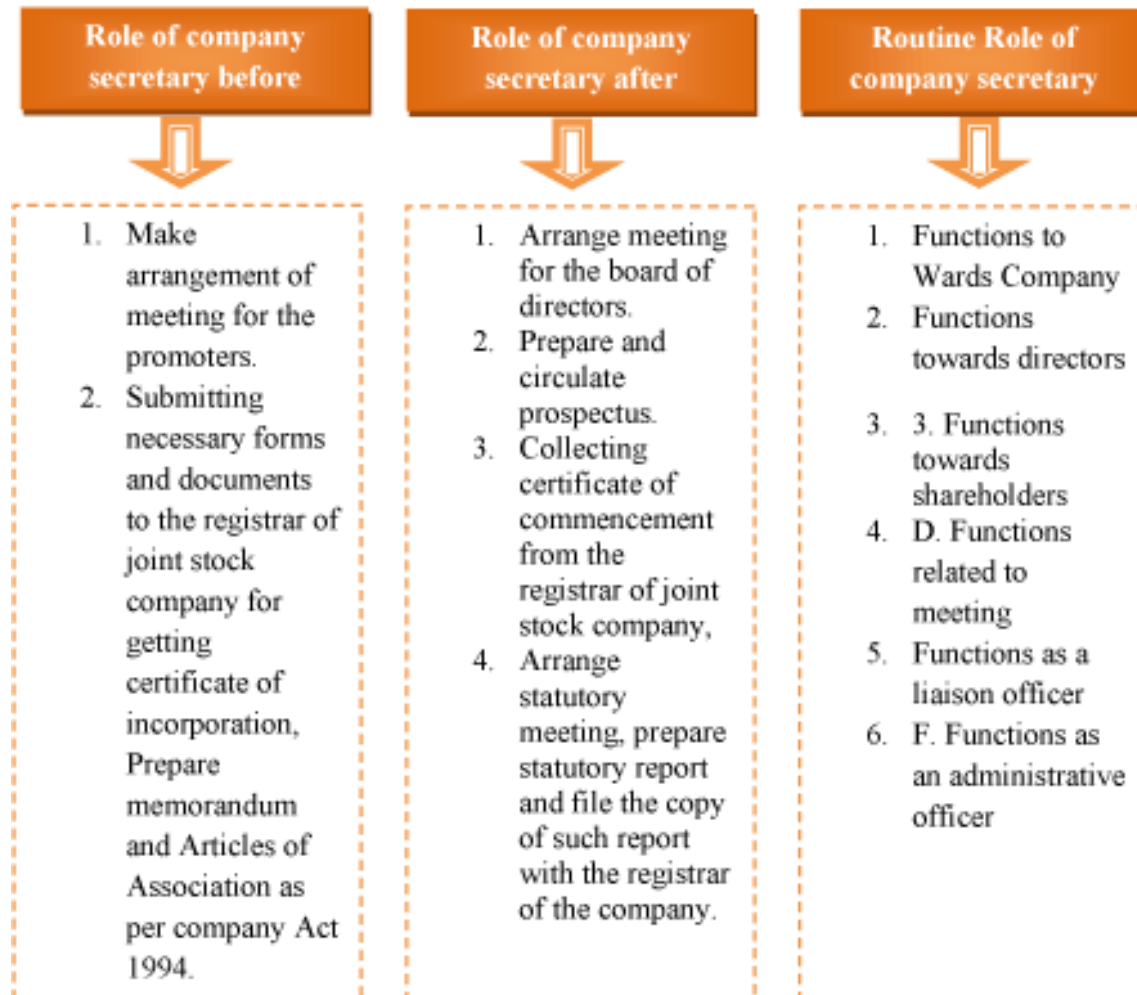 Role of company
secretary before
Role of company
secretary after
Routine Role of
company secretary
1. Make
arrangement of
meeting for the
promoters.
2. Submitting
necessary forms
and documents
to the registrar of
joint stock
company for
getting
certificate of
incorporation,
Prepare
memorandum
and Articles of
Association as
per company Act
1994.
1. Arrange meeting
for the board of
directors.
2. Prepare and
circulate
prospectus.
3. Collecting
certificate of
commencement
from the
registrar of joint
stock company,
4. Arrange
statutory
meeting, prepare
statutory report
and file the copy
of such report
with the registrar
of the company.
1. Functions to
Wards Company
2. Functions
towards directors
3. 3. Functions
towards
shareholders
4. D. Functions
related to
meeting
5. Functions as a
liaison officer
6. F. Functions as
an administrative
officer